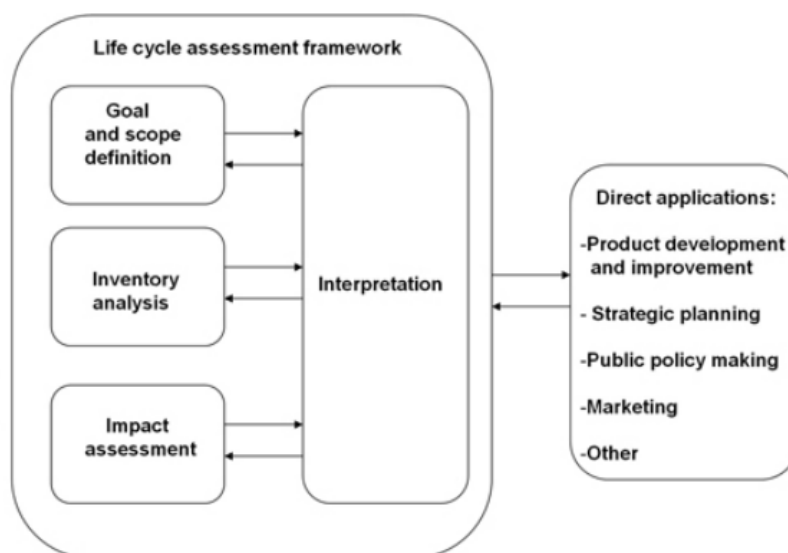 Life cycle assessment framework
Goal
and scope
definition
Inventory
analysis
Impact
assessment
Interpretation
Direct applications:
-Product development
and improvement
- Strategic planning
-Public policy making
-Marketing
-Other